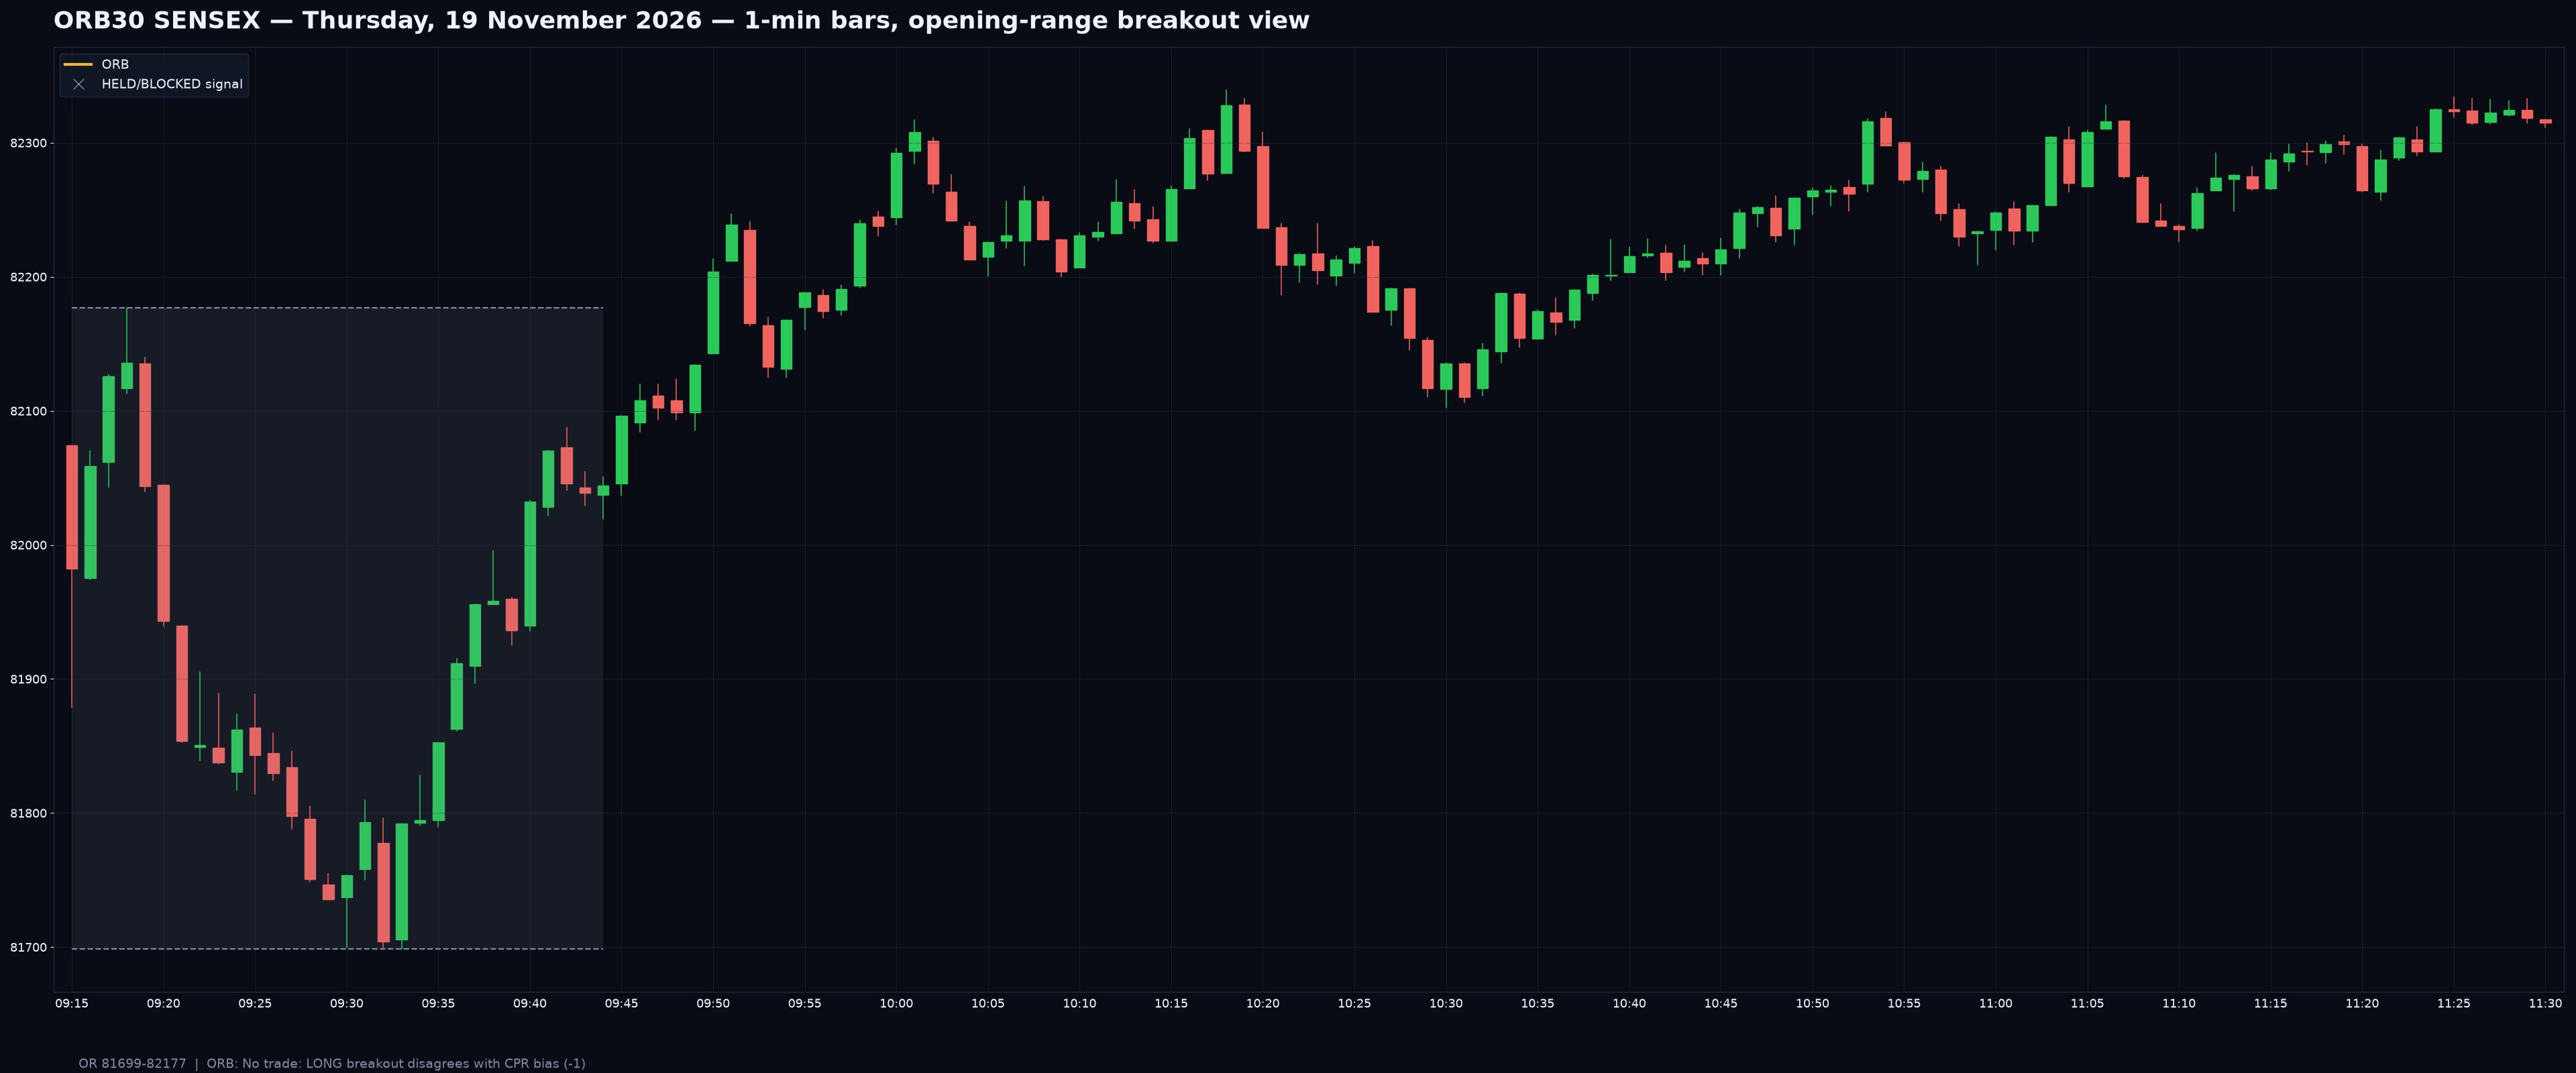 ORB30 SENSEX — Thursday, 19 November 2026 — 1-min bars, opening-range breakout view
ORB
HELD/BLOCKED signal
82300
82200
82100
82000
81900
81800
81700
09:15 09:20 09:25 09:30 09:35 09:40 09:45 09:50 09:55 10:00 10:05 10:10 10:15 10:20 10:25 10:30 10:35 10:40 10:45 10:50 10:55 11:00 11:05 11:10 11:15 11:20 11:25 11:30
OR 81699-82177 | ORB: No trade: LONG breakout disagrees with CPR bias (-1)